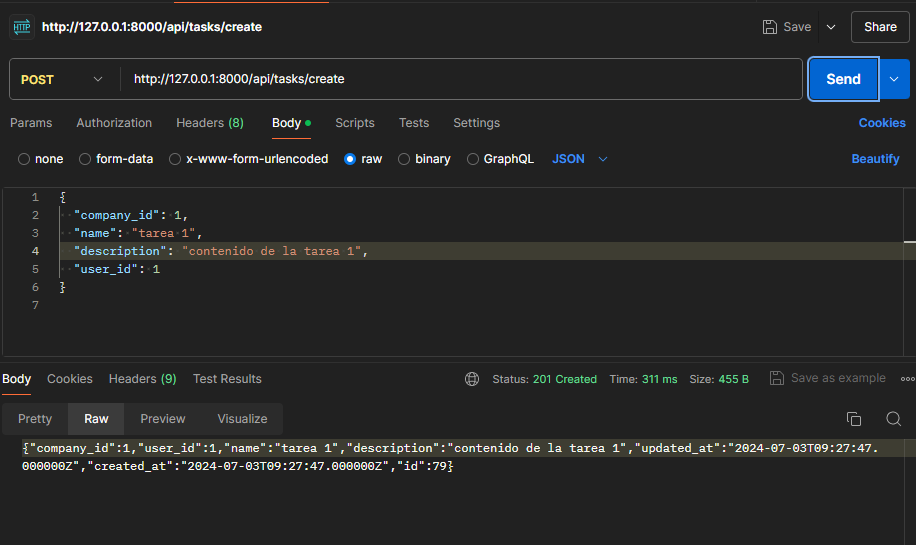 HTTP http://127.0.0.1:8000/api/tasks/create Save Share
POST http://127.0.0.1:8000/api/tasks/create Send
Params Authorization Headers (8) Body Scripts Tests Settings Cookies
none form-data x-www-form-urlencoded raw binary GraphQL JSON Beautify
1 {
2 "company_id": 1,
3 "name": "tarea 1",
4 "description": "contenido de la tarea 1",
5 "user_id": 1
6 }
7
Body Cookies Headers (9) Test Results Status: 201 Created Time: 311 ms Size: 455 B Save as example
Pretty Raw Preview Visualize
{"company_id":1,"user_id":1,"name":"tarea 1","description":"contenido de la tarea 1","updated_at":"2024-07-03T09:27:47.
000000Z","created_at":"2024-07-03T09:27:47.000000Z","id":79}